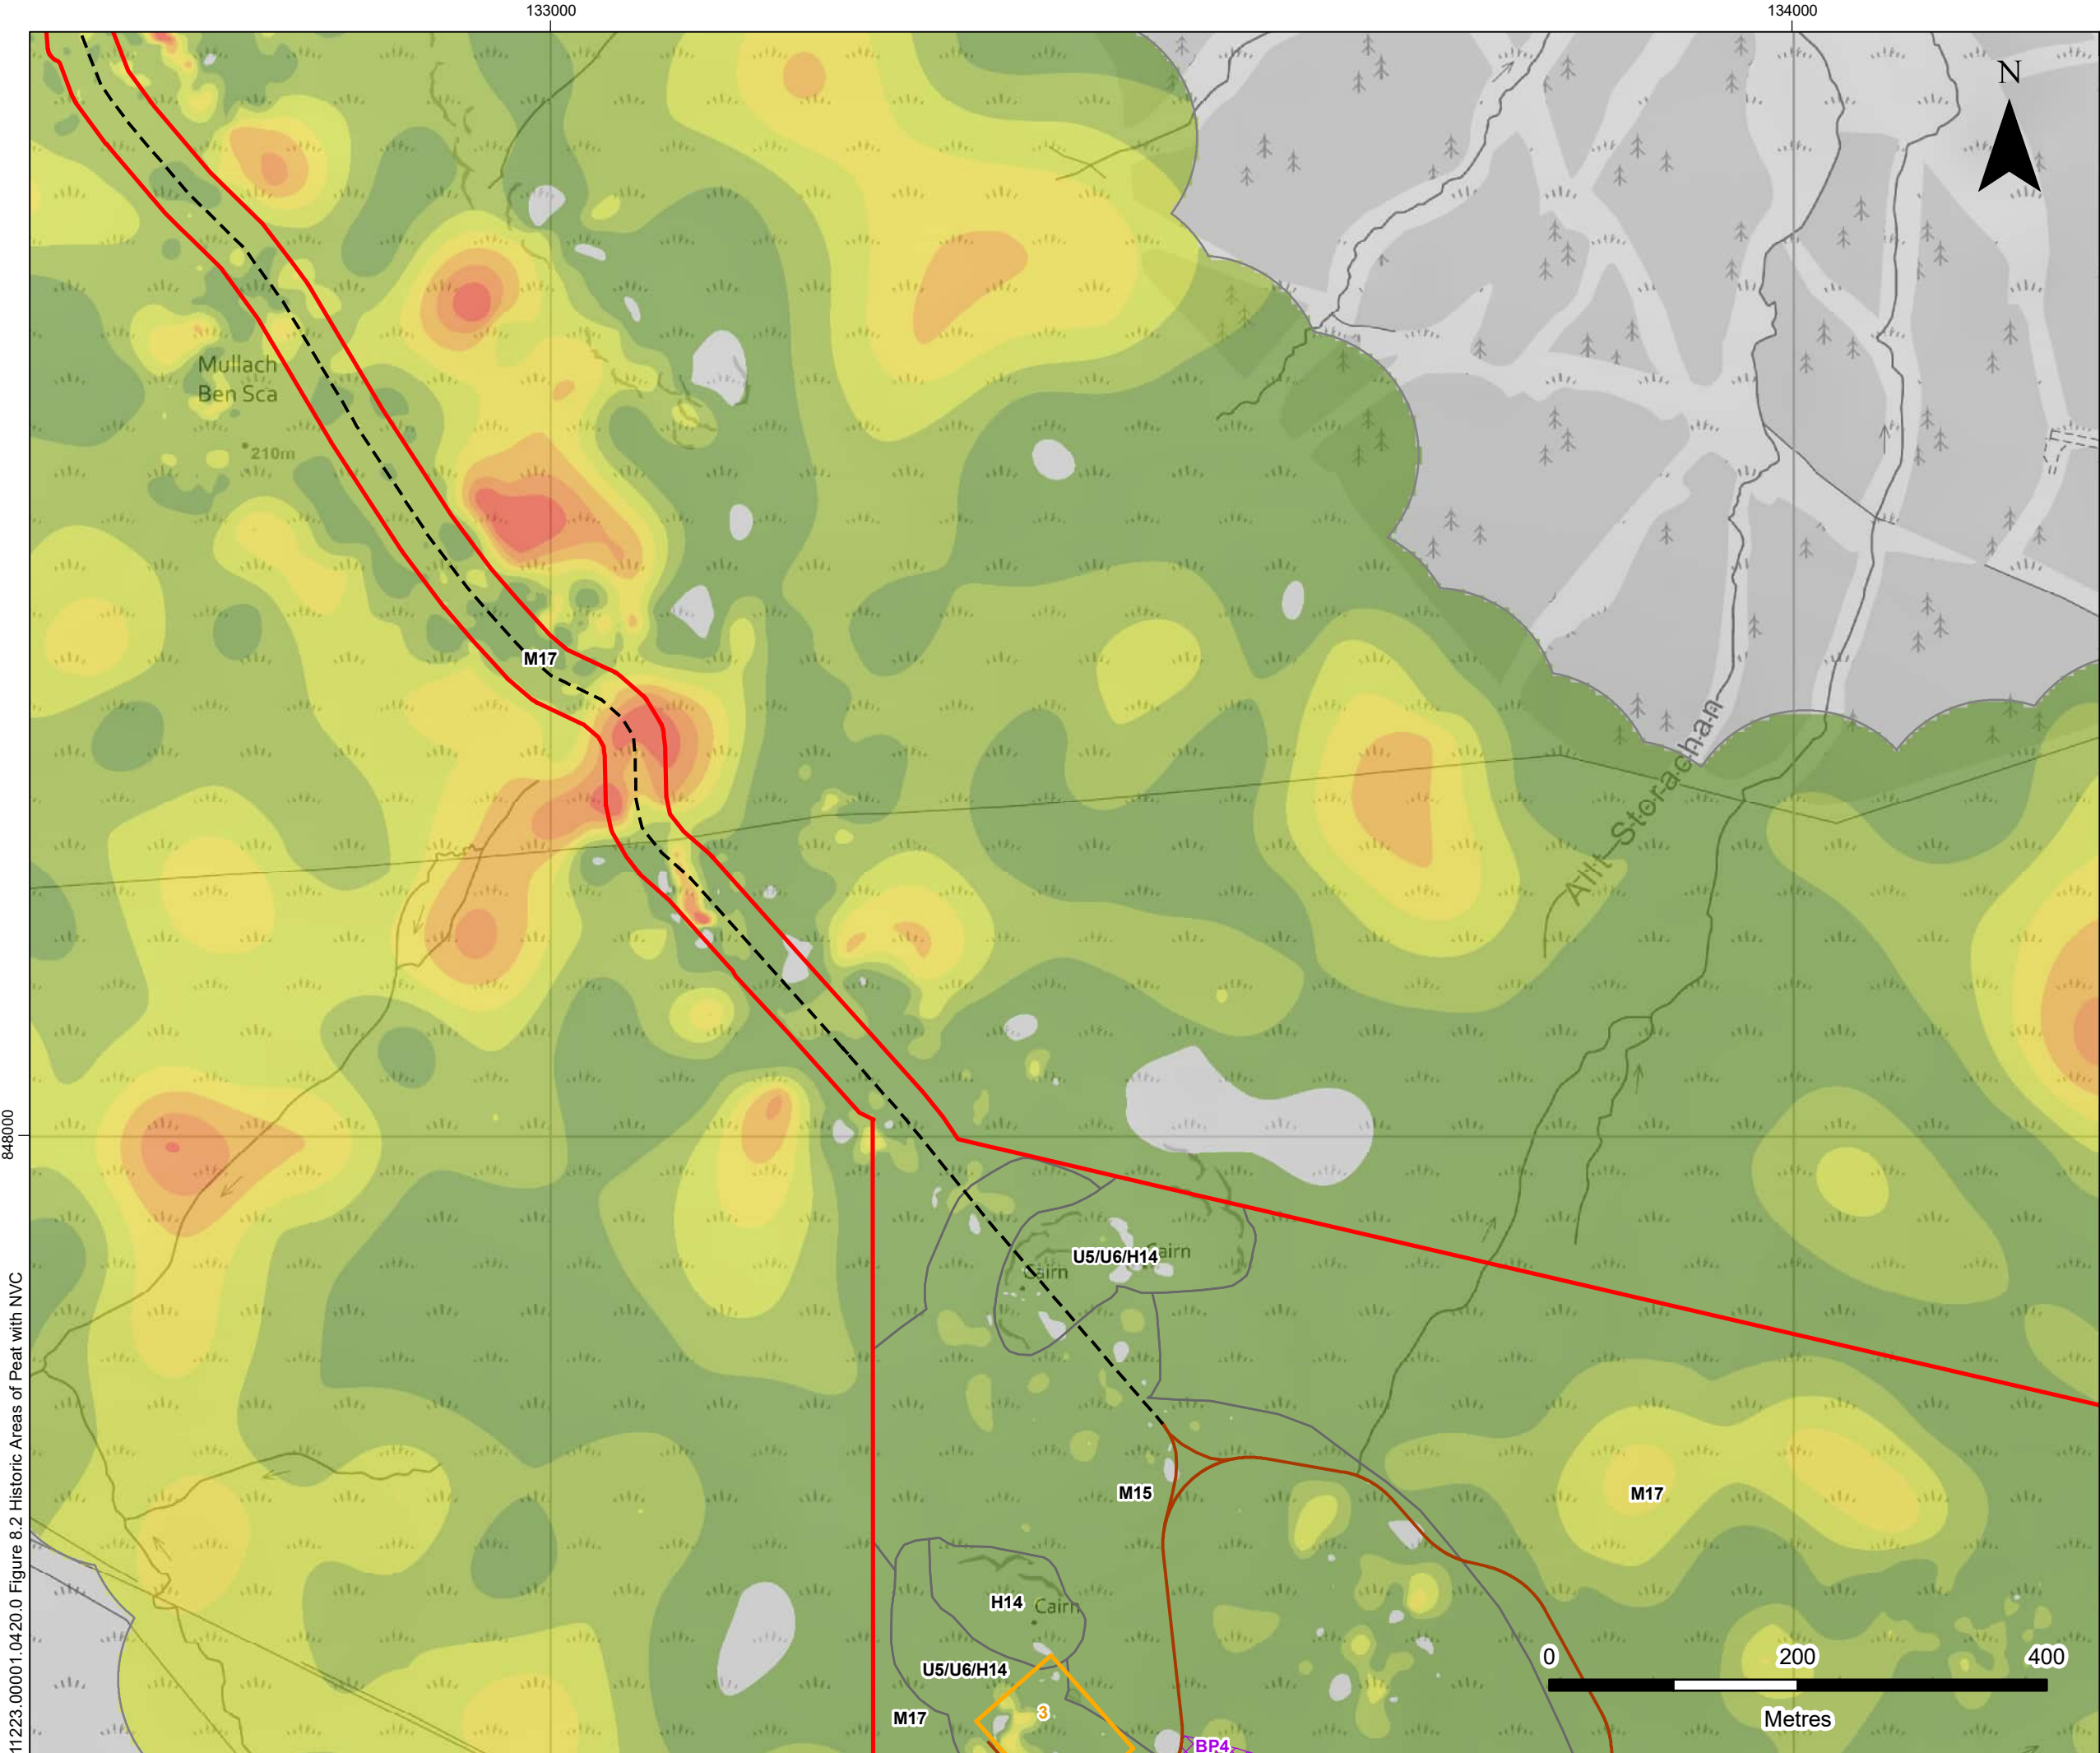 133000
134000
N
Mullach
Ben Sca
210m
M17
Allt Storachan
848000
U5/U6/H14
Cairn
Cairn
M15
M17
H14
Cairn
U5/U6/H14
M17
3
BP4
0 200 400
Metres
11223.00001.0420.0 Figure 8.2 Historic Areas of Peat with NVC